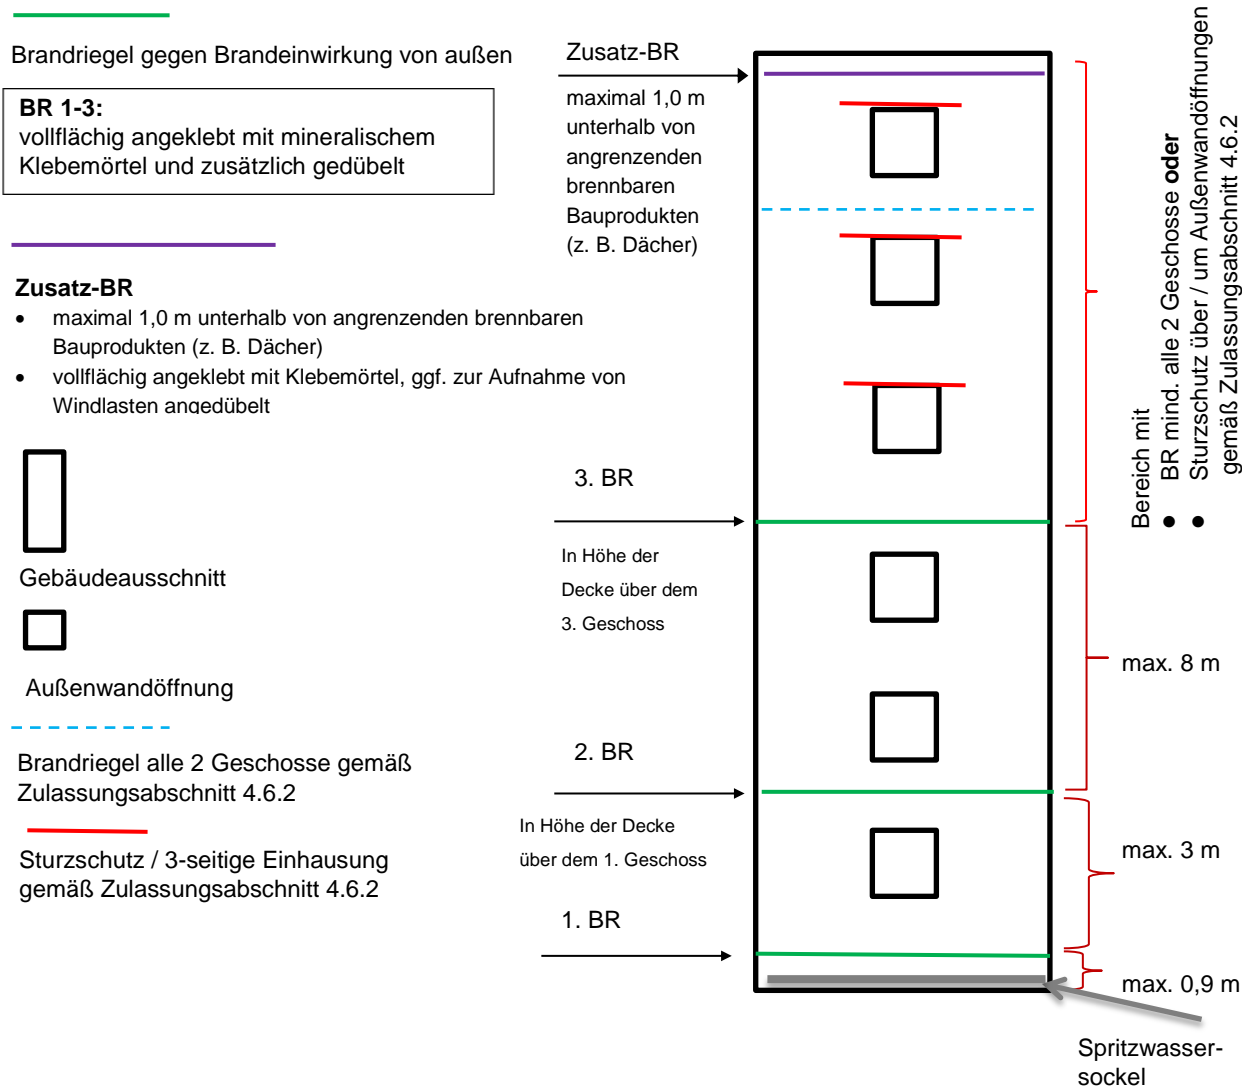 Brandriegel gegen Brandeinwirkung von außen
BR 1-3:
vollflächig angeklebt mit mineralischem
Klebemörtel und zusätzlich gedübelt
Zusatz-BR
• maximal 1,0 m unterhalb von angrenzenden brennbaren
Bauprodukten (z. B. Dächer)
• vollflächig angeklebt mit Klebemörtel, ggf. zur Aufnahme von
Windlasten angedübelt
Gebäudeausschnitt
Außenwandöffnung
Brandriegel alle 2 Geschosse gemäß
Zulassungsabschnitt 4.6.2
Sturzschutz / 3-seitige Einhausung
gemäß Zulassungsabschnitt 4.6.2
Zusatz-BR
maximal 1,0 m
unterhalb von
angrenzenden
brennbaren
Bauprodukten
(z. B. Dächer)
3. BR
In Höhe der
Decke über dem
3. Geschoss
2. BR
In Höhe der Decke
über dem 1. Geschoss
1. BR
Bereich mit
• BR mind. alle 2 Geschosse oder
• Sturzschutz über / um Außenwandöffnungen
gemäß Zulassungsabschnitt 4.6.2
max. 8 m
max. 3 m
max. 0,9 m
Spritzwasser-
sockel